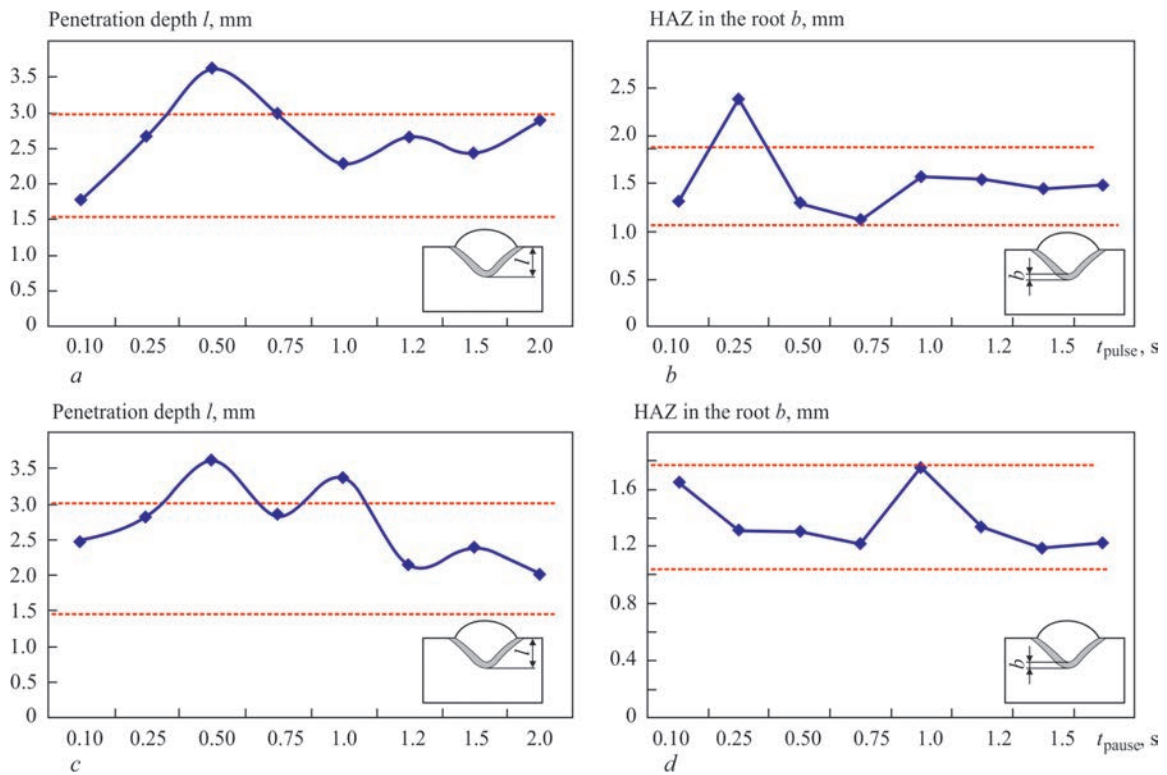 Penetration depth l, mm
3.5
3.0
2.5
2.0
1.5
1.0
0.5
0
l
0.10 0.25 0.50 0.75 1.0 1.2 1.5 2.0
a
HAZ in the root b, mm
2.5
2.0
1.5
1.0
0.5
0
b
0.10 0.25 0.50 0.75 1.0 1.2 1.5 t pulse, s
b
Penetration depth l, mm
3.5
3.0
2.5
2.0
1.5
1.0
0.5
0
l
0.10 0.25 0.50 0.75 1.0 1.2 1.5 2.0
c
HAZ in the root b, mm
1.6
1.2
0.8
0.4
0
b
0.10 0.25 0.50 0.75 1.0 1.2 1.5 t pause, s
d